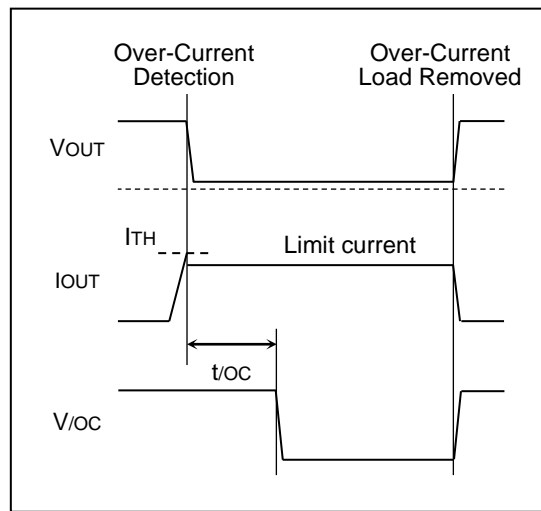 Over-Current
Detection
Over-Current
Load Removed
VOUT
ITH
Limit current
IOUT
t/OC
V/OC